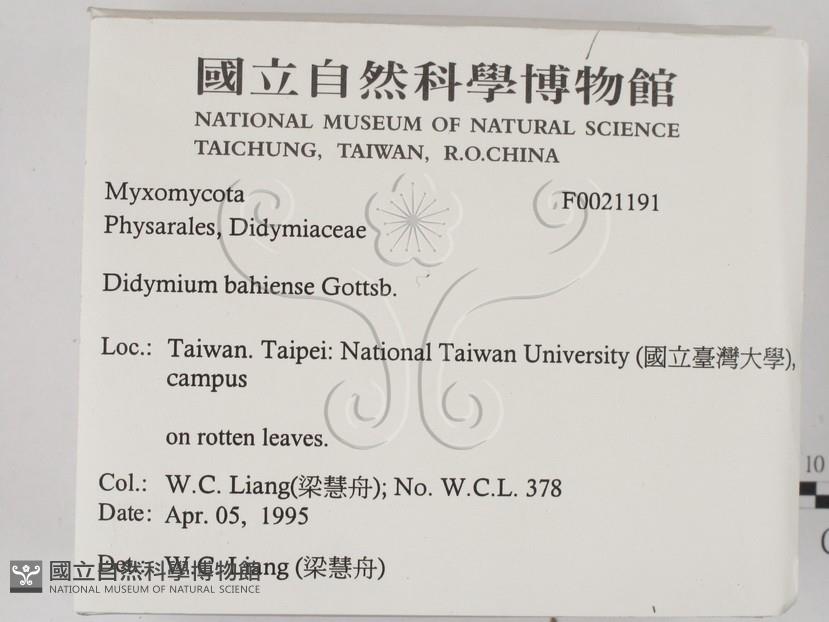 國立自然科學博物館
NATIONAL MUSEUM OF NATURAL SCIENCE
TAICHUNG, TAIWAN, R.O.CHINA
Myxomycota F0021191
Physarales, Didymiaceae
Didymium bahiense Gottsb.
Loc.: Taiwan. Taipei: National Taiwan University (國立臺灣大學),
campus
on rotten leaves.
Col.: W.C. Liang(梁慧舟); No. W.C.L. 378
Date: Apr. 05, 1995
Det.: W.C. Liang (梁慧舟)
國立自然科學博物館
NATIONAL MUSEUM OF NATURAL SCIENCE
10